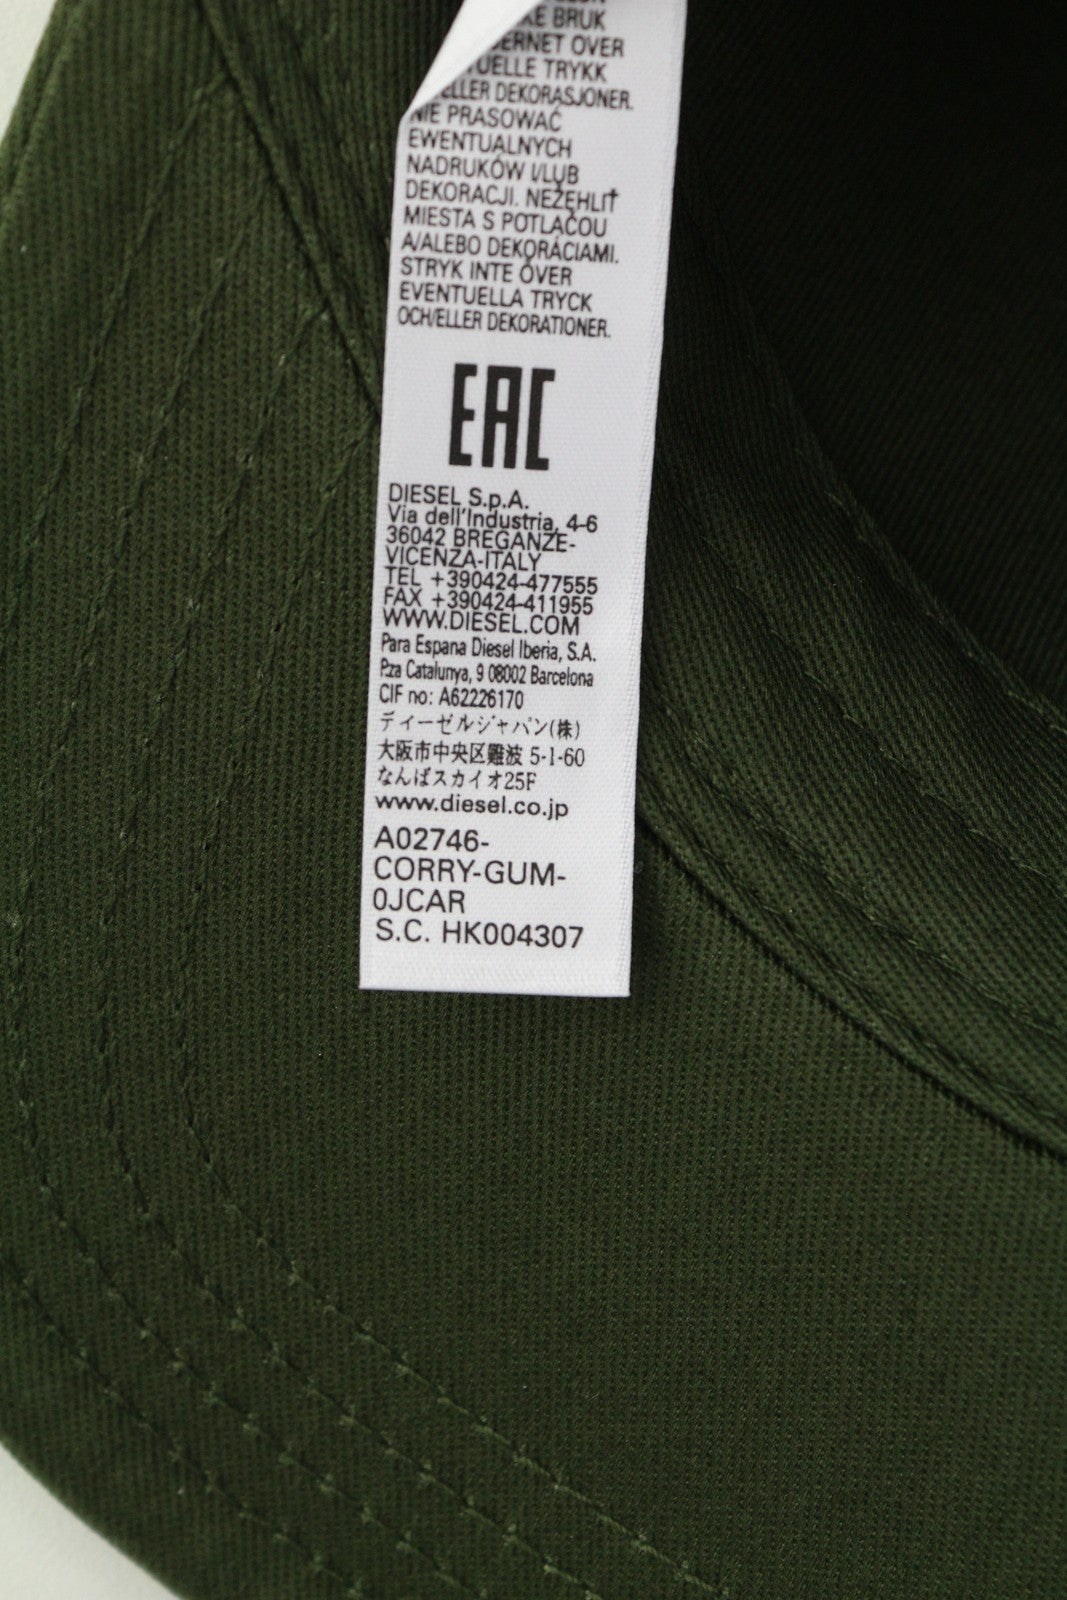 KE BRUK
JERNET OVER
TUELLE TRYKK
ELLER DEKORASJONER.
NIE PRASOWAĆ
EWENTUALNYCH
NADRUKÓW I/LUB
DEKORACJI. NEŽEHLIŤ
MIESTA S POTLAČOU
A/ALEBO DEKORÁCIAMI.
STRYK INTE ÖVER
EVENTUELLA TRYCK
OCH/ELLER DEKORATIONER.
EAC
DIESEL S.p.A.
Via dell'Industria, 4-6
36042 BREGANZE-
VICENZA-ITALY
TEL +390424-477555
FAX +390424-411955
WWW.DIESEL.COM
Para Espana Diesel Iberia, S.A.
Pza Catalunya, 9 08002 Barcelona
CIF no: A62226170
ディーゼルジャパン(株)
大阪市中央区難波 5-1-60
なんばスカイオ25F
www.diesel.co.jp
A02746-
CORRY-GUM-
0JCAR
S.C. HK004307